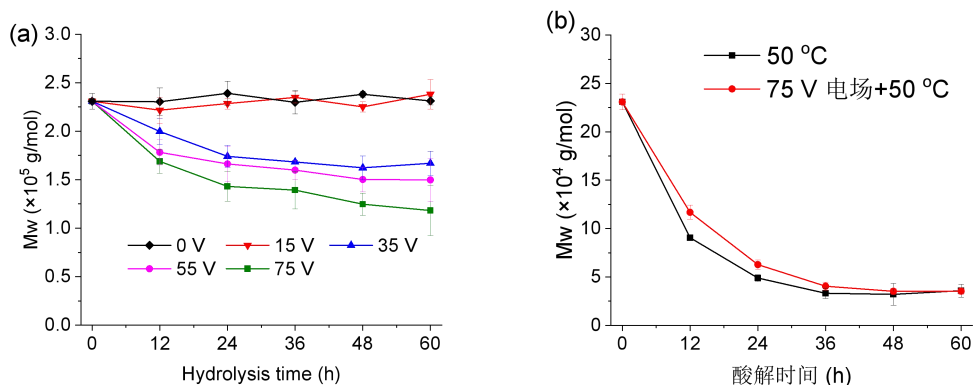 (a)
3.0
2.5
2.0
1.5
1.0
0.5
0.0
Mw (×10⁵ g/mol)
0 V 15 V 35 V
55 V 75 V
0 12 24 36 48 60
Hydrolysis time (h)
(b)
30
25
20
15
10
5
0
Mw (×10⁴ g/mol)
50 ⁰C
75 V 电场+50 ⁰C
0 12 24 36 48 60
酸解时间 (h)